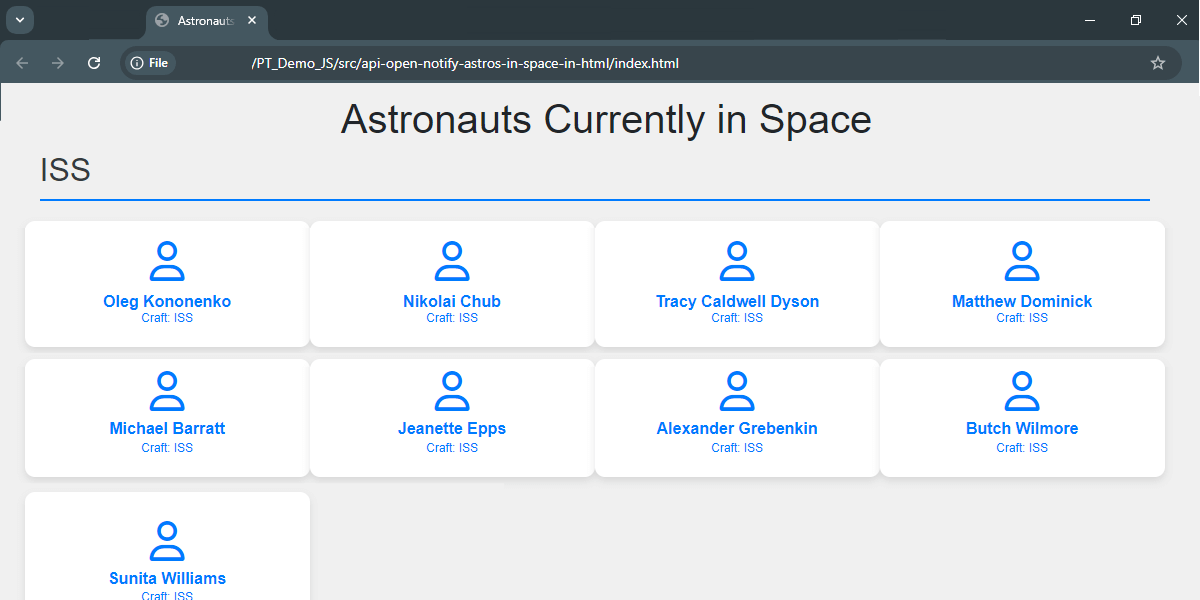 Astronauts
File
/PT_Demo_JS/src/api-open-notify-astros-in-space-in-html/index.html
Astronauts Currently in Space
ISS
Oleg Kononenko
Craft: ISS
Nikolai Chub
Craft: ISS
Tracy Caldwell Dyson
Craft: ISS
Matthew Dominick
Craft: ISS
Michael Barratt
Craft: ISS
Jeanette Epps
Craft: ISS
Alexander Grebenkin
Craft: ISS
Butch Wilmore
Craft: ISS
Sunita Williams
Craft: ISS